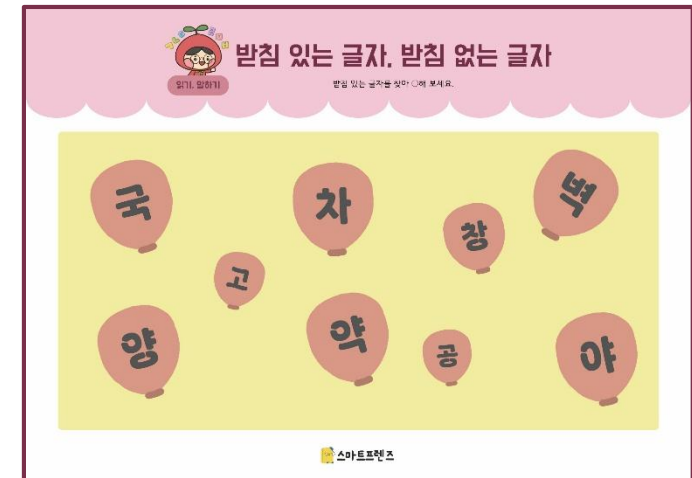 받침 있는 글자, 받침 없는 글자
읽기, 말하기
받침 있는 글자를 찾아 ○해 보세요.
국
차
창
벽
고
양
약
공
야
스마트프렌즈